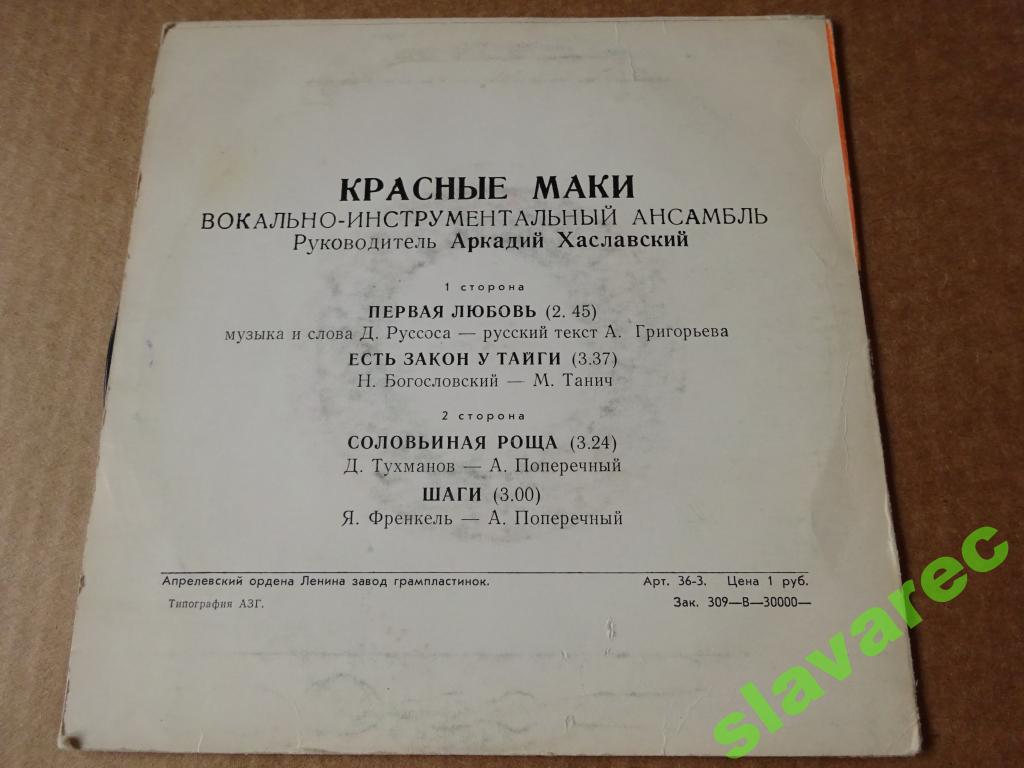 КРАСНЫЕ МАКИ
ВОКАЛЬНО-ИНСТРУМЕНТАЛЬНЫЙ АНСАМБЛЬ
Руководитель Аркадий Хаславский
1 сторона
ПЕРВАЯ ЛЮБОВЬ (2. 45)
музыка и слова Д. Руссоса — русский текст А. Григорьева
ЕСТЬ ЗАКОН У ТАЙГИ (3.37)
Н. Богословский — М. Танич
2 сторона
СОЛОВЬИНАЯ РОЩА (3.24)
Д. Тухманов — А. Поперечный
ШАГИ (3.00)
Я. Френкель — А. Поперечный
Апрелевский ордена Ленина завод грампластинок. Арт. 36-3. Цена 1 руб.
Типография АЗГ. Зак. 309—В—30000—
slavarec